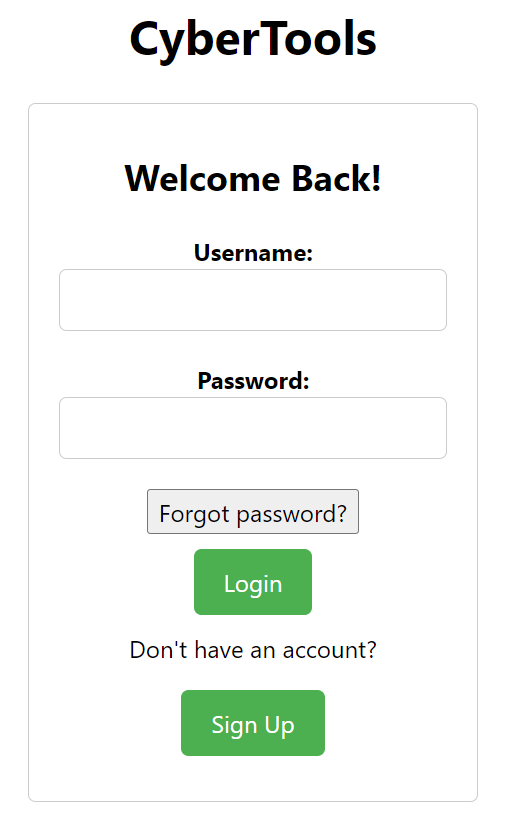 CyberTools
Welcome Back!
Username:
Password:
Forgot password?
Login
Don't have an account?
Sign Up